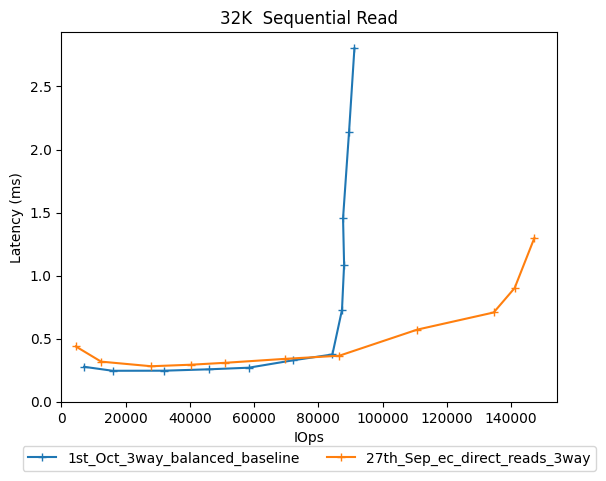 32K  Sequential Read
Latency (ms)
2.5
2.0
1.5
1.0
0.5
0.0
0 20000 40000 60000 80000 100000 120000 140000
IOps
1st_Oct_3way_balanced_baseline 27th_Sep_ec_direct_reads_3way